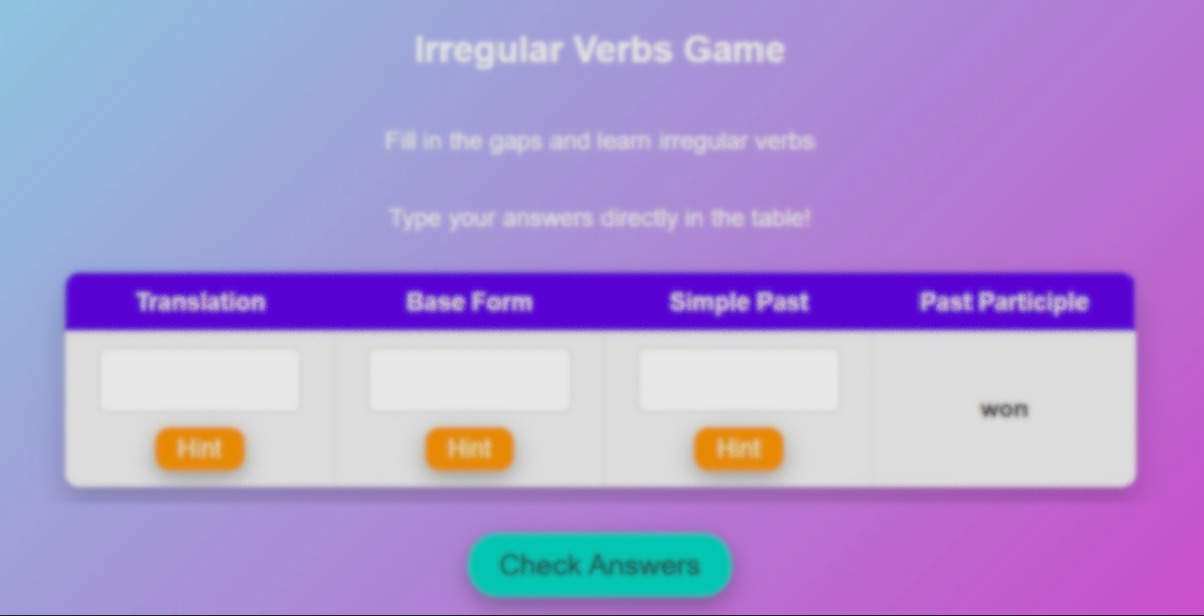 Irregular Verbs Game
Fill in the gaps and learn irregular verbs
Type your answers directly in the table!
Translation Base Form Simple Past Past Participle
won
Hint Hint Hint
Check Answers